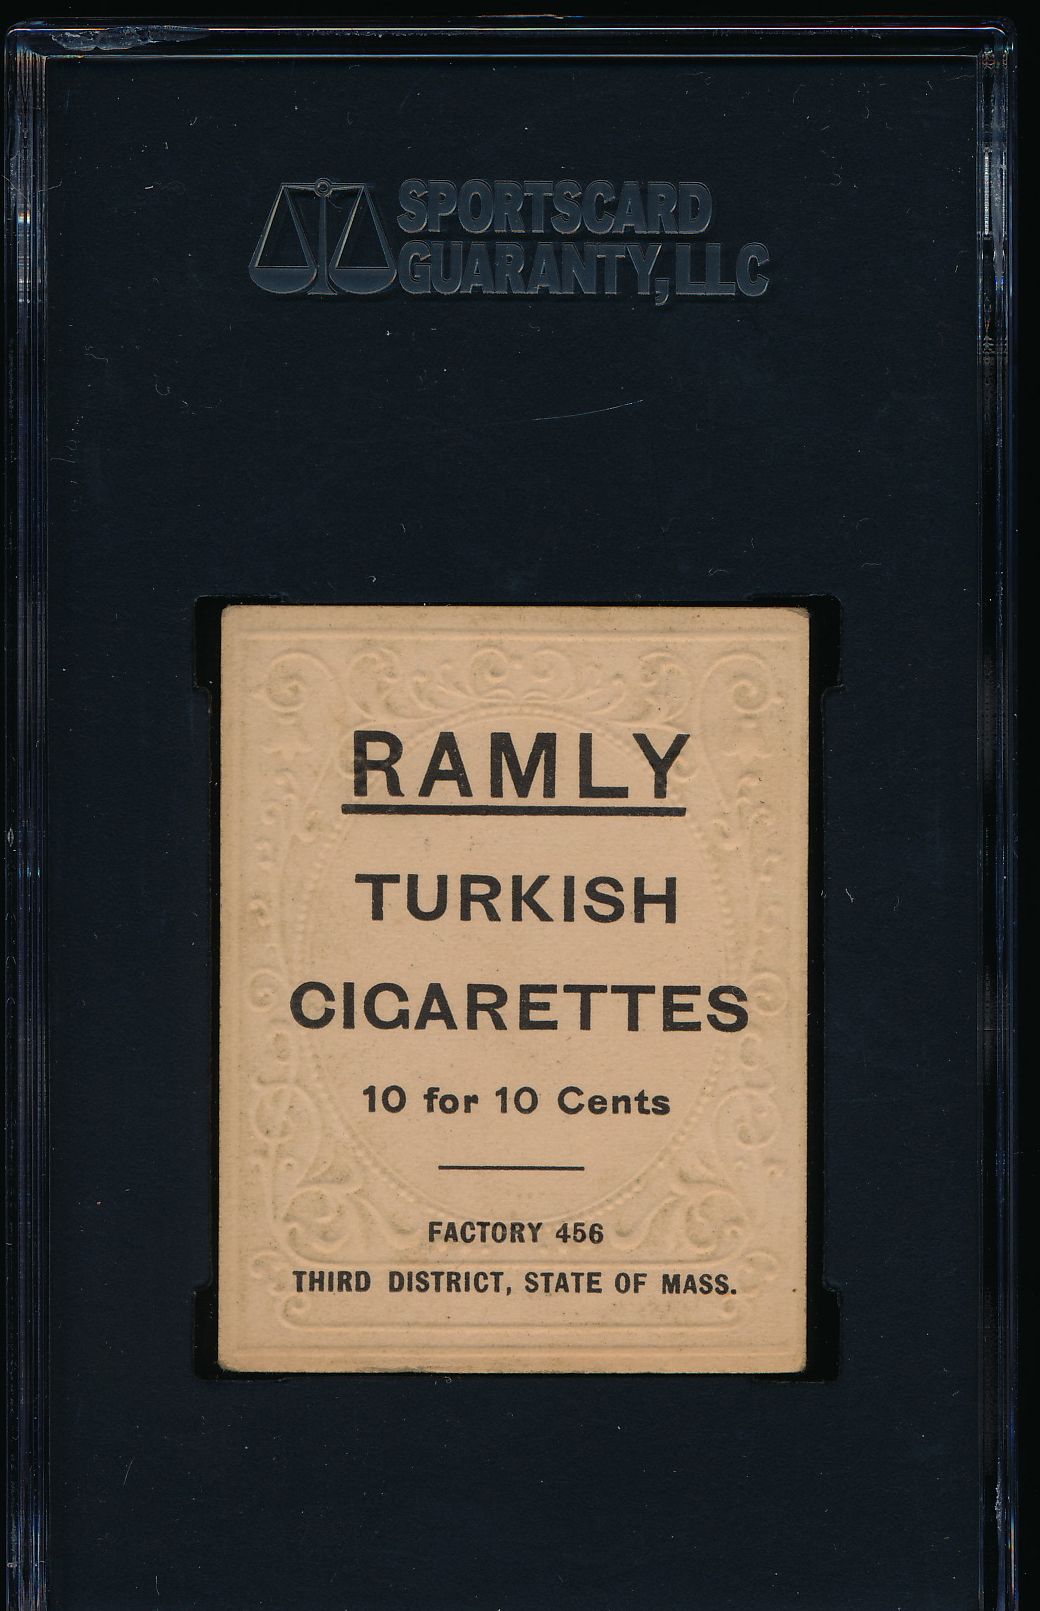 SPORTSCARD
GUARANTY, LLC
RAMLY
TURKISH
CIGARETTES
10 for 10 Cents
FACTORY 456
THIRD DISTRICT, STATE OF MASS.